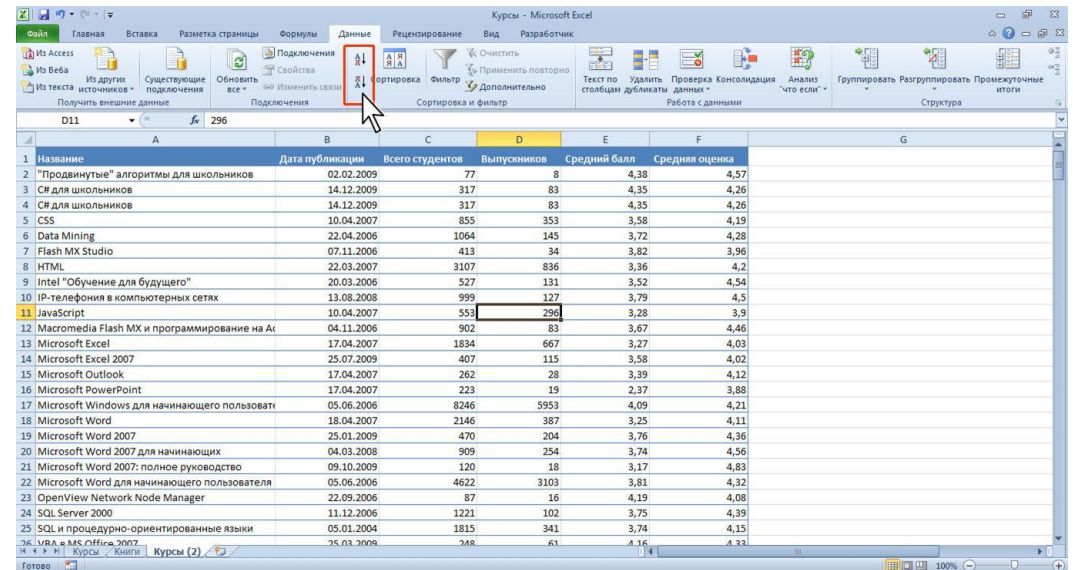 Курсы - Microsoft Excel
Файл Главная Вставка Разметка страницы Формулы Данные Рецензирование Вид Разработчик
Из Access
Из Веба
Из текста
Из других источников
Существующие подключения
Получить внешние данные
Обновить все
Подключения
Свойства
Изменить связи
Подключения
А Я
Я А
Сортировка
Фильтр
Очистить
Применить повторно
Дополнительно
Сортировка и фильтр
Текст по столбцам
Удалить дубликаты
Проверка данных
Консолидация
Анализ "что если"
Работа с данными
Группировать
Разгруппировать
Промежуточные итоги
Структура
D11 fx 296
A B C D E F G
1 Название Дата публикации Всего студентов Выпускников Средний балл Средняя оценка
2 "Продвинутые" алгоритмы для школьников 02.02.2009 77 8 4,38 4,57
3 C# для школьников 14.12.2009 317 83 4,35 4,26
4 C# для школьников 14.12.2009 317 83 4,35 4,26
5 CSS 10.04.2007 855 353 3,58 4,19
6 Data Mining 22.04.2006 1064 145 3,72 4,28
7 Flash MX Studio 07.11.2006 413 34 3,82 3,96
8 HTML 22.03.2007 3107 836 3,36 4,2
9 Intel "Обучение для будущего" 20.03.2006 527 131 3,52 4,54
10 IP-телефония в компьютерных сетях 13.08.2008 999 127 3,79 4,5
11 JavaScript 10.04.2007 553 296 3,28 3,9
12 Macromedia Flash MX и программирование на Ac 04.11.2006 902 83 3,67 4,46
13 Microsoft Excel 17.04.2007 1834 667 3,27 4,03
14 Microsoft Excel 2007 25.07.2009 407 115 3,58 4,02
15 Microsoft Outlook 17.04.2007 262 28 3,39 4,12
16 Microsoft PowerPoint 17.04.2007 223 19 2,37 3,88
17 Microsoft Windows для начинающего пользовате 05.06.2006 8246 5953 4,09 4,21
18 Microsoft Word 18.04.2007 2146 387 3,25 4,11
19 Microsoft Word 2007 25.01.2009 470 204 3,76 4,36
20 Microsoft Word 2007 для начинающих 04.03.2008 909 254 3,74 4,56
21 Microsoft Word 2007: полное руководство 09.10.2009 120 18 3,17 4,83
22 Microsoft Word для начинающего пользователя 05.06.2006 4622 3103 3,81 4,32
23 OpenView Network Node Manager 22.09.2006 87 16 4,19 4,08
24 SQL Server 2000 11.12.2006 1221 102 3,75 4,39
25 SQL и процедурно-ориентированные языки 05.01.2004 1815 341 3,74 4,15
26 VBA в MS Office 2007 25.03.2009 248 61 4,16 4,33
Курсы Книги Курсы (2)
Готово 100%